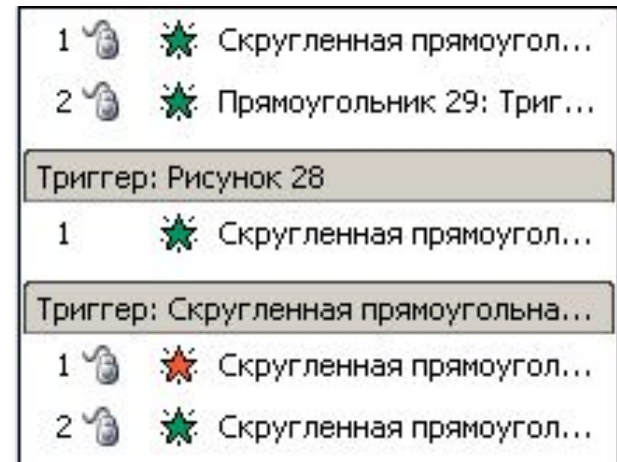 1 Скругленная прямоугол...
2 Прямоугольник 29: Триг...
Триггер: Рисунок 28
1 Скругленная прямоугол...
Триггер: Скругленная прямоугольна...
1 Скругленная прямоугол...
2 Скругленная прямоугол...